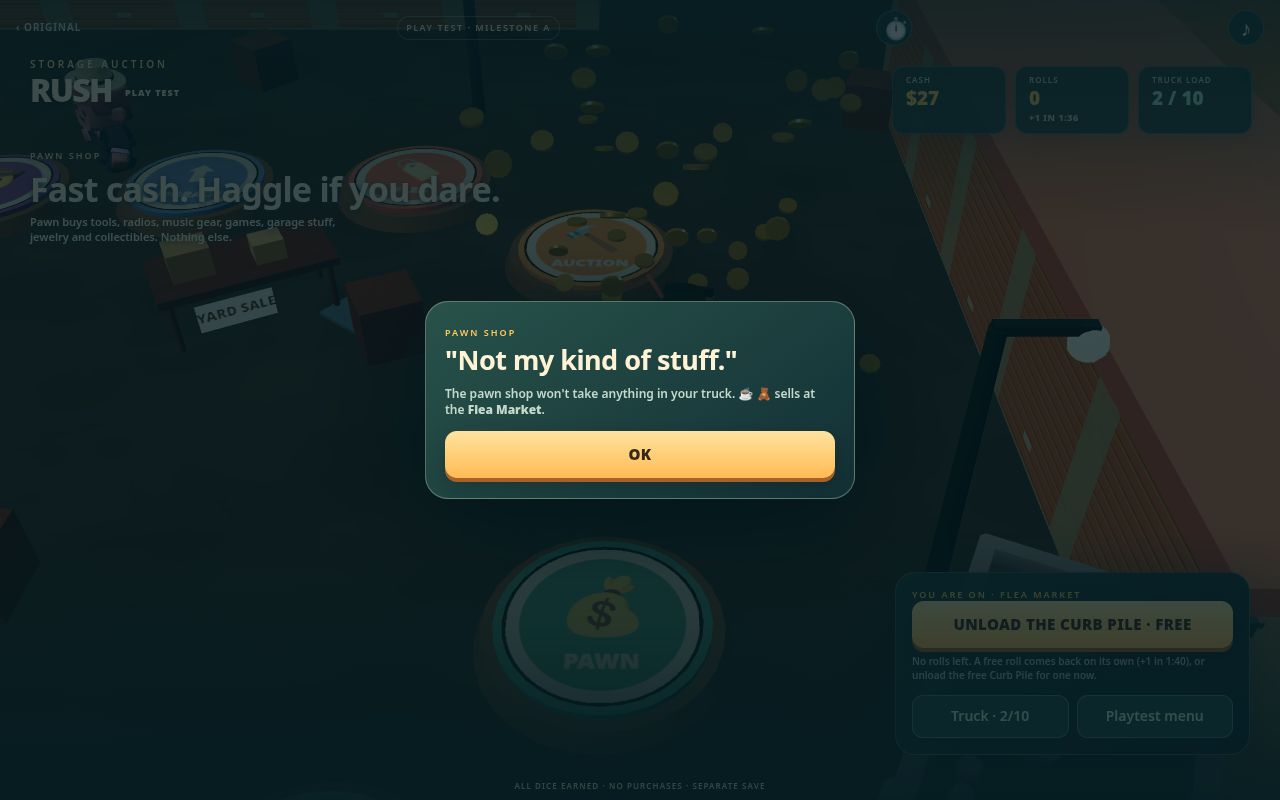 ‹ ORIGINAL
PLAY TEST · MILESTONE A
STORAGE AUCTION
RUSH PLAY TEST
CASH
$27
ROLLS
0
+1 IN 1:36
TRUCK LOAD
2 / 10
PAWN SHOP
Fast cash. Haggle if you dare.
Pawn buys tools, radios, music gear, games, garage stuff,
jewelry and collectibles. Nothing else.
AUCTION
YARD SALE
PAWN SHOP
"Not my kind of stuff."
The pawn shop won't take anything in your truck. ☕ 🧸 sells at
the Flea Market.
OK
$
PAWN
YOU ARE ON · FLEA MARKET
UNLOAD THE CURB PILE · FREE
No rolls left. A free roll comes back on its own (+1 in 1:40), or
unload the free Curb Pile for one now.
Truck · 2/10
Playtest menu
ALL DICE EARNED · NO PURCHASES · SEPARATE SAVE